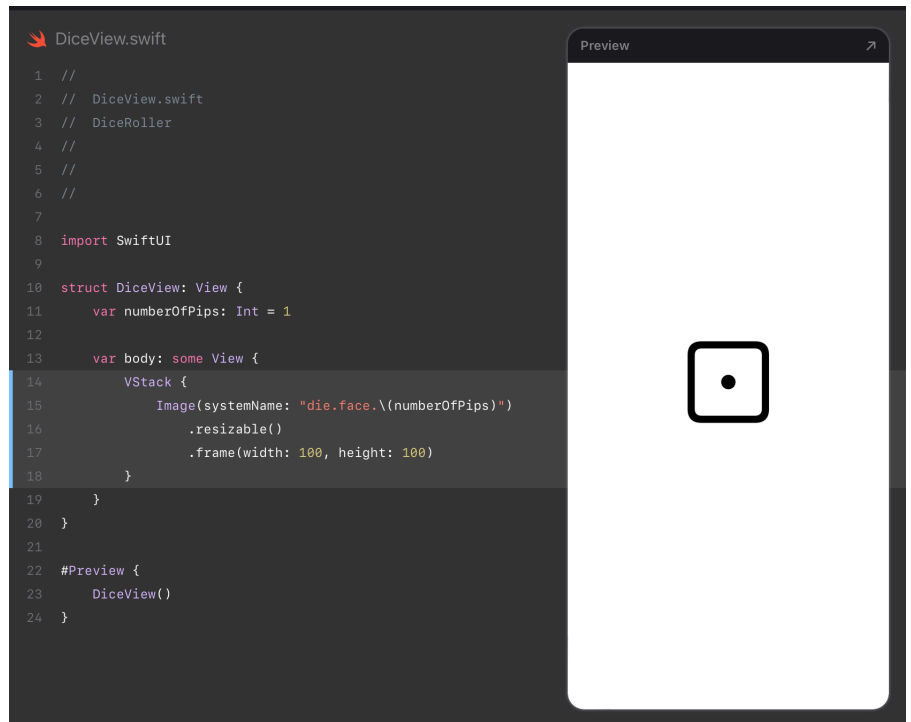 DiceView.swift
1 //
2 //  DiceView.swift
3 //  DiceRoller
4 //
5 //
6 //
7
8 import SwiftUI
9
10 struct DiceView: View {
11     var numberOfPips: Int = 1
12
13     var body: some View {
14         VStack {
15             Image(systemName: "die.face.\(numberOfPips)")
16                 .resizable()
17                 .frame(width: 100, height: 100)
18         }
19     }
20 }
21
22 #Preview {
23     DiceView()
24 }
Preview